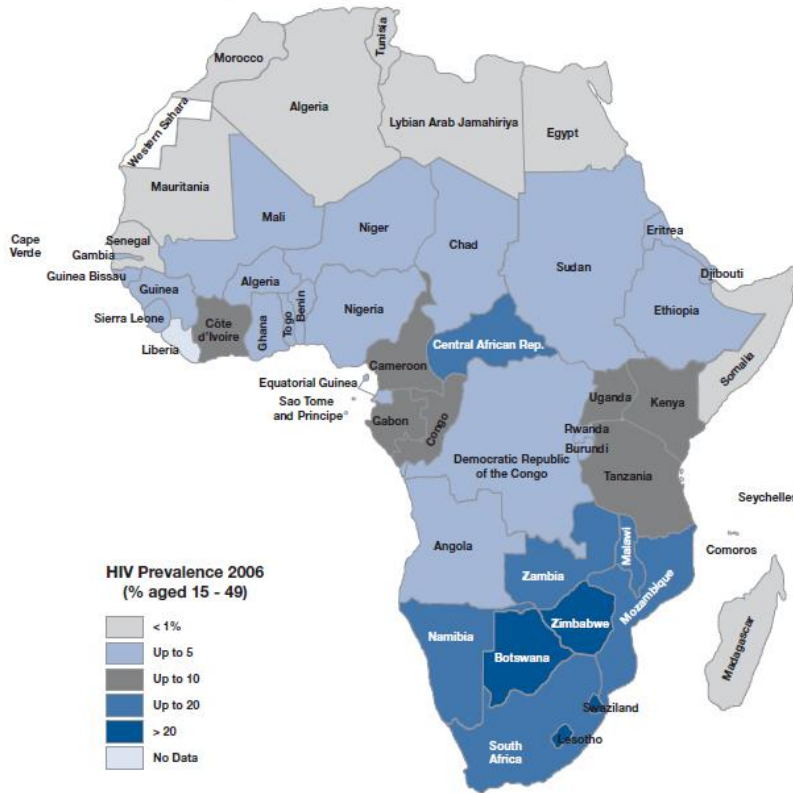 Morocco
Tunisia
Algeria
Lybian Arab Jamahiriya
Egypt
Western Sahara
Mauritania
Mali
Niger
Chad
Sudan
Eritrea
Cape
Verde
Senegal
Gambia
Guinea Bissau
Guinea
Algeria
Djibouti
Nigeria
Ethiopia
Sierra Leone
Côte
d'Ivoire
Ghana
Togo
Benin
Liberia
Central African Rep.
Cameroon
Somalia
Equatorial Guinea
Sao Tome
and Principe
Gabon
Congo
Uganda
Kenya
Rwanda
Burundi
Democratic Republic
of the Congo
Tanzania
Seychelles
Angola
Malawi
Comoros
Zambia
Mozambique
Madagascar
Namibia
Zimbabwe
Botswana
Swaziland
Lesotho
South
Africa
HIV Prevalence 2006
(% aged 15 - 49)
< 1%
Up to 5
Up to 10
Up to 20
> 20
No Data